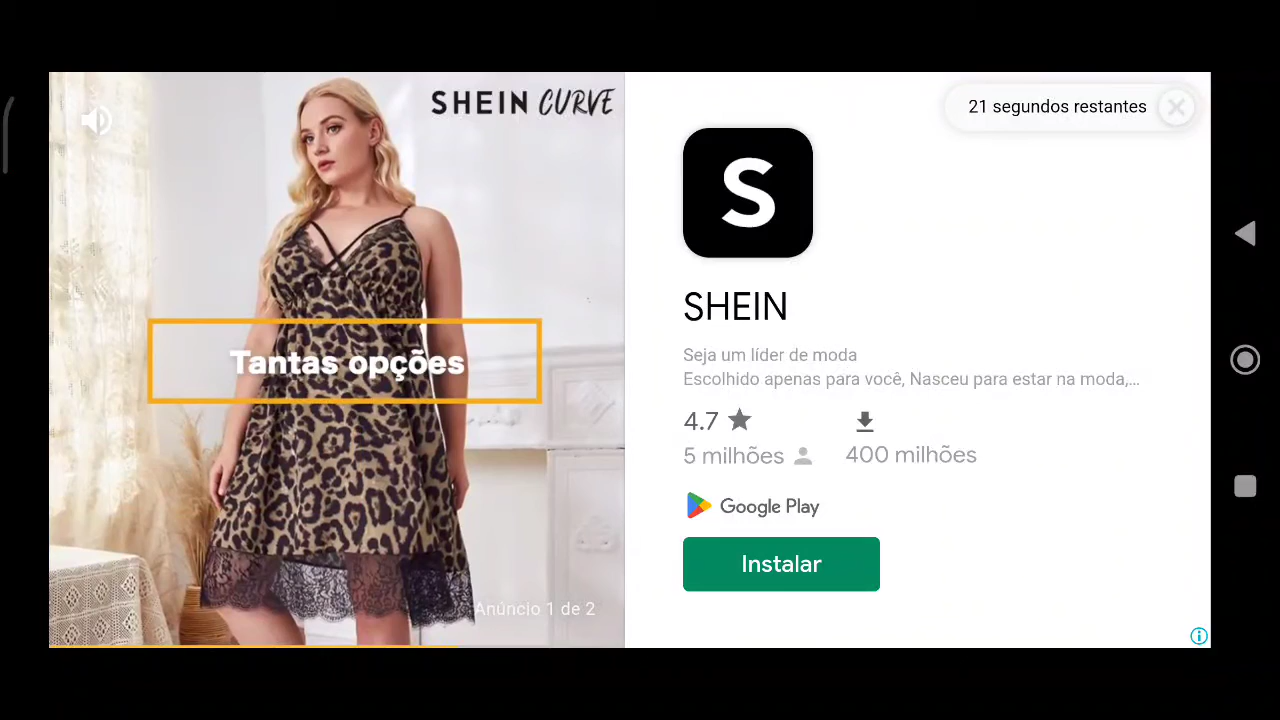 SHEIN CURVE
Tantas opções
Anúncio 1 de 2
21 segundos restantes
S
SHEIN
Seja um líder de moda
Escolhido apenas para você, Nasceu para estar na moda,...
4.7
5 milhões
400 milhões
Google Play
Instalar